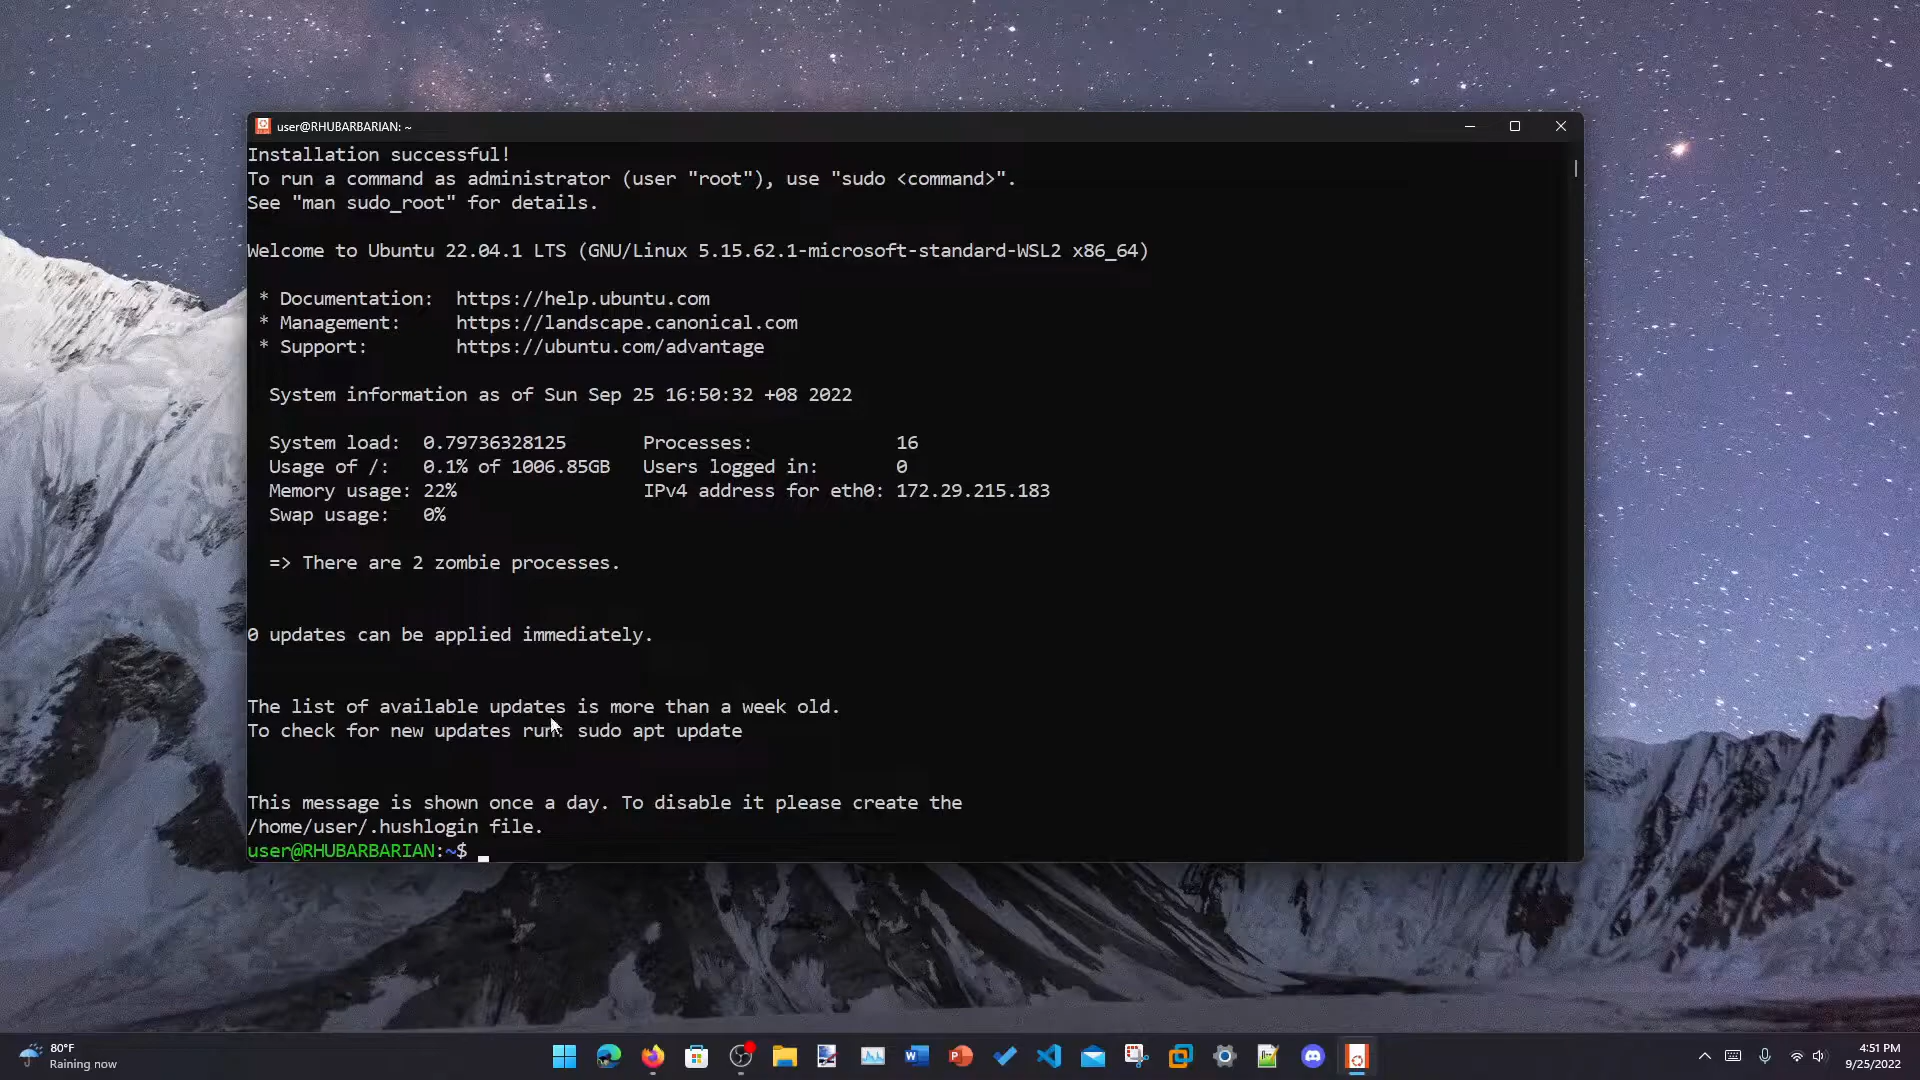 user@RHUBARBARIAN: ~
Installation successful!
To run a command as administrator (user "root"), use "sudo <command>".
See "man sudo_root" for details.
Welcome to Ubuntu 22.04.1 LTS (GNU/Linux 5.15.62.1-microsoft-standard-WSL2 x86_64)
* Documentation:  https://help.ubuntu.com
* Management:     https://landscape.canonical.com
* Support:        https://ubuntu.com/advantage
System information as of Sun Sep 25 16:50:32 +08 2022
System load:  0.79736328125       Processes:             16
Usage of /:   0.1% of 1006.85GB   Users logged in:       0
Memory usage: 22%                 IPv4 address for eth0: 172.29.215.183
Swap usage:   0%
=> There are 2 zombie processes.
0 updates can be applied immediately.
The list of available updates is more than a week old.
To check for new updates run: sudo apt update
This message is shown once a day. To disable it please create the
/home/user/.hushlogin file.
user@RHUBARBARIAN:~$
80°F
Raining now
4:51 PM
9/25/2022